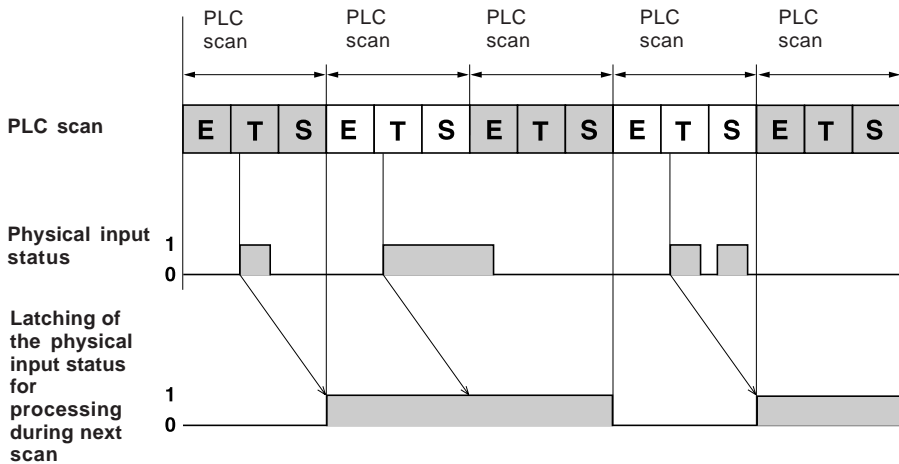 PLC scan
PLC scan
PLC scan
PLC scan
PLC scan
PLC scan
E T S E T S E T S E T S E T S
Physical input
status
1
0
Latching of
the physical
input status
for
processing
during next
scan
1
0